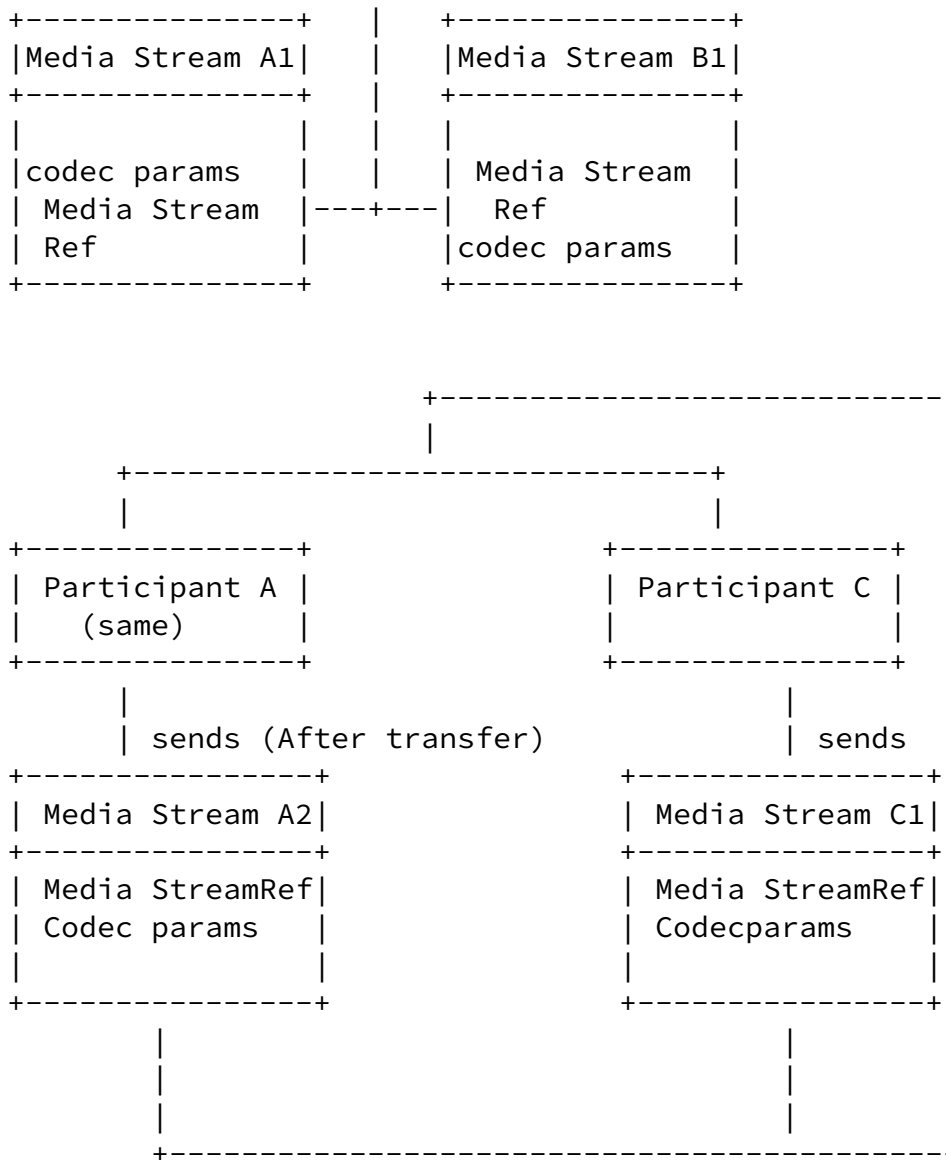 Media Stream A1 Media Stream B1
codec params Media Stream
Media Stream Ref
Ref codec params
Participant A Participant C
(same)
sends (After transfer) sends
Media Stream A2 Media Stream C1
Media StreamRef Media StreamRef
Codec params Codecparams